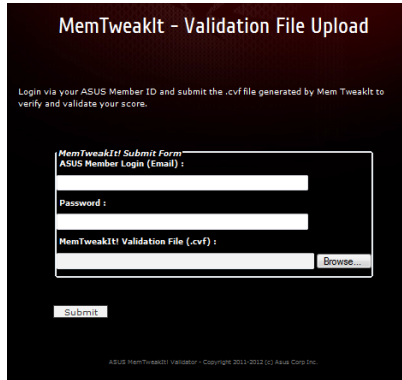 MemTweakIt - Validation File Upload
Login via your ASUS Member ID and submit the .cvf file generated by Mem TweakIt to
verify and validate your score.
MemTweakIt! Submit Form
ASUS Member Login (Email) :
Password :
MemTweakIt! Validation File (.cvf) :
Browse...
Submit
ASUS MemTweakIt! Validator - Copyright 2011-2012 (c) Asus Corp Inc.